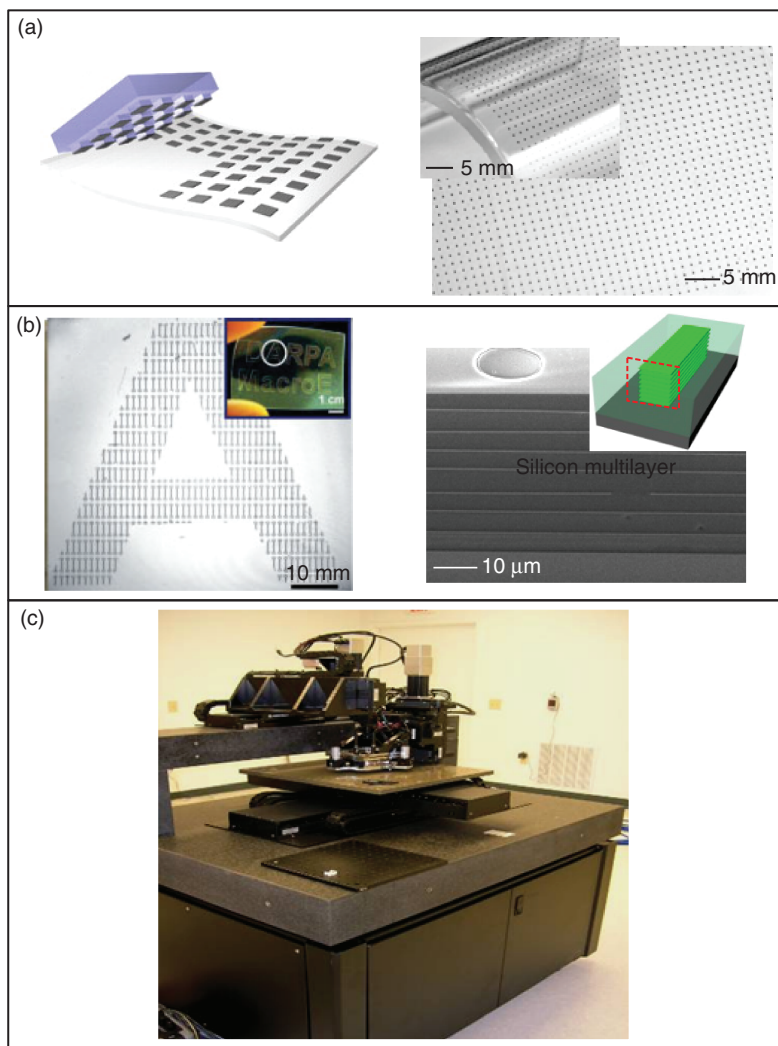 (a)
5 mm
5 mm
(b)
DARPA
MacroE
1 cm
10 mm
Silicon multilayer
10 μm
(c)